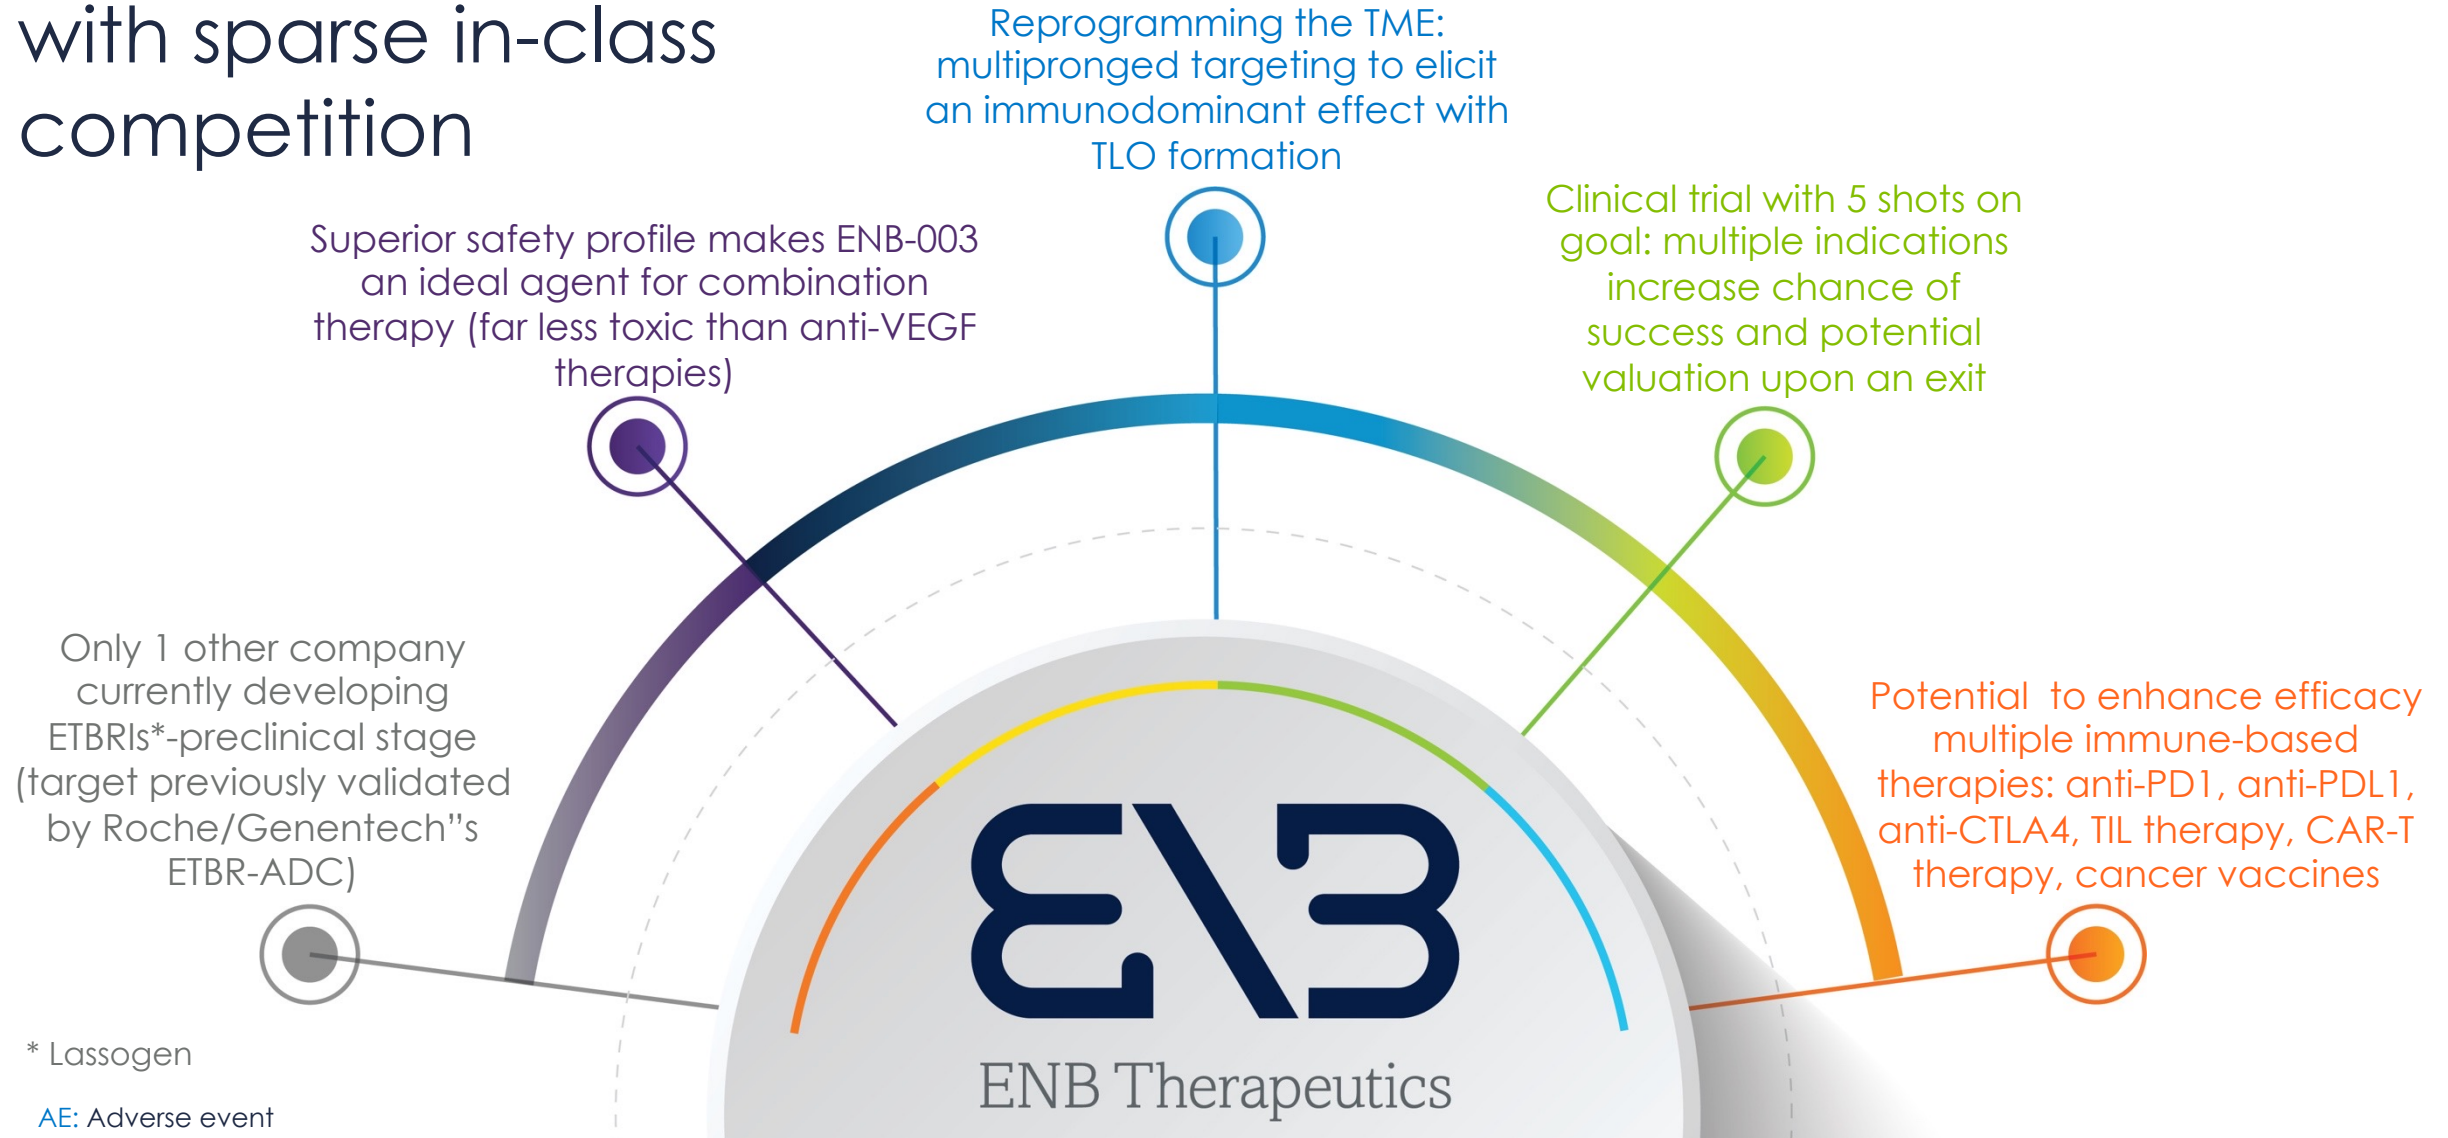 with sparse in-class
competition
Reprogramming the TME:
multipronged targeting to elicit
an immunodominant effect with
TLO formation
Superior safety profile makes ENB-003
an ideal agent for combination
therapy (far less toxic than anti-VEGF
therapies)
Clinical trial with 5 shots on
goal: multiple indications
increase chance of
success and potential
valuation upon an exit
Only 1 other company
currently developing
ETBRIs*-preclinical stage
(target previously validated
by Roche/Genentech”s
ETBR-ADC)
Potential  to enhance efficacy
multiple immune-based
therapies: anti-PD1, anti-PDL1,
anti-CTLA4, TIL therapy, CAR-T
therapy, cancer vaccines
ENB
ENB Therapeutics
* Lassogen
AE: Adverse event